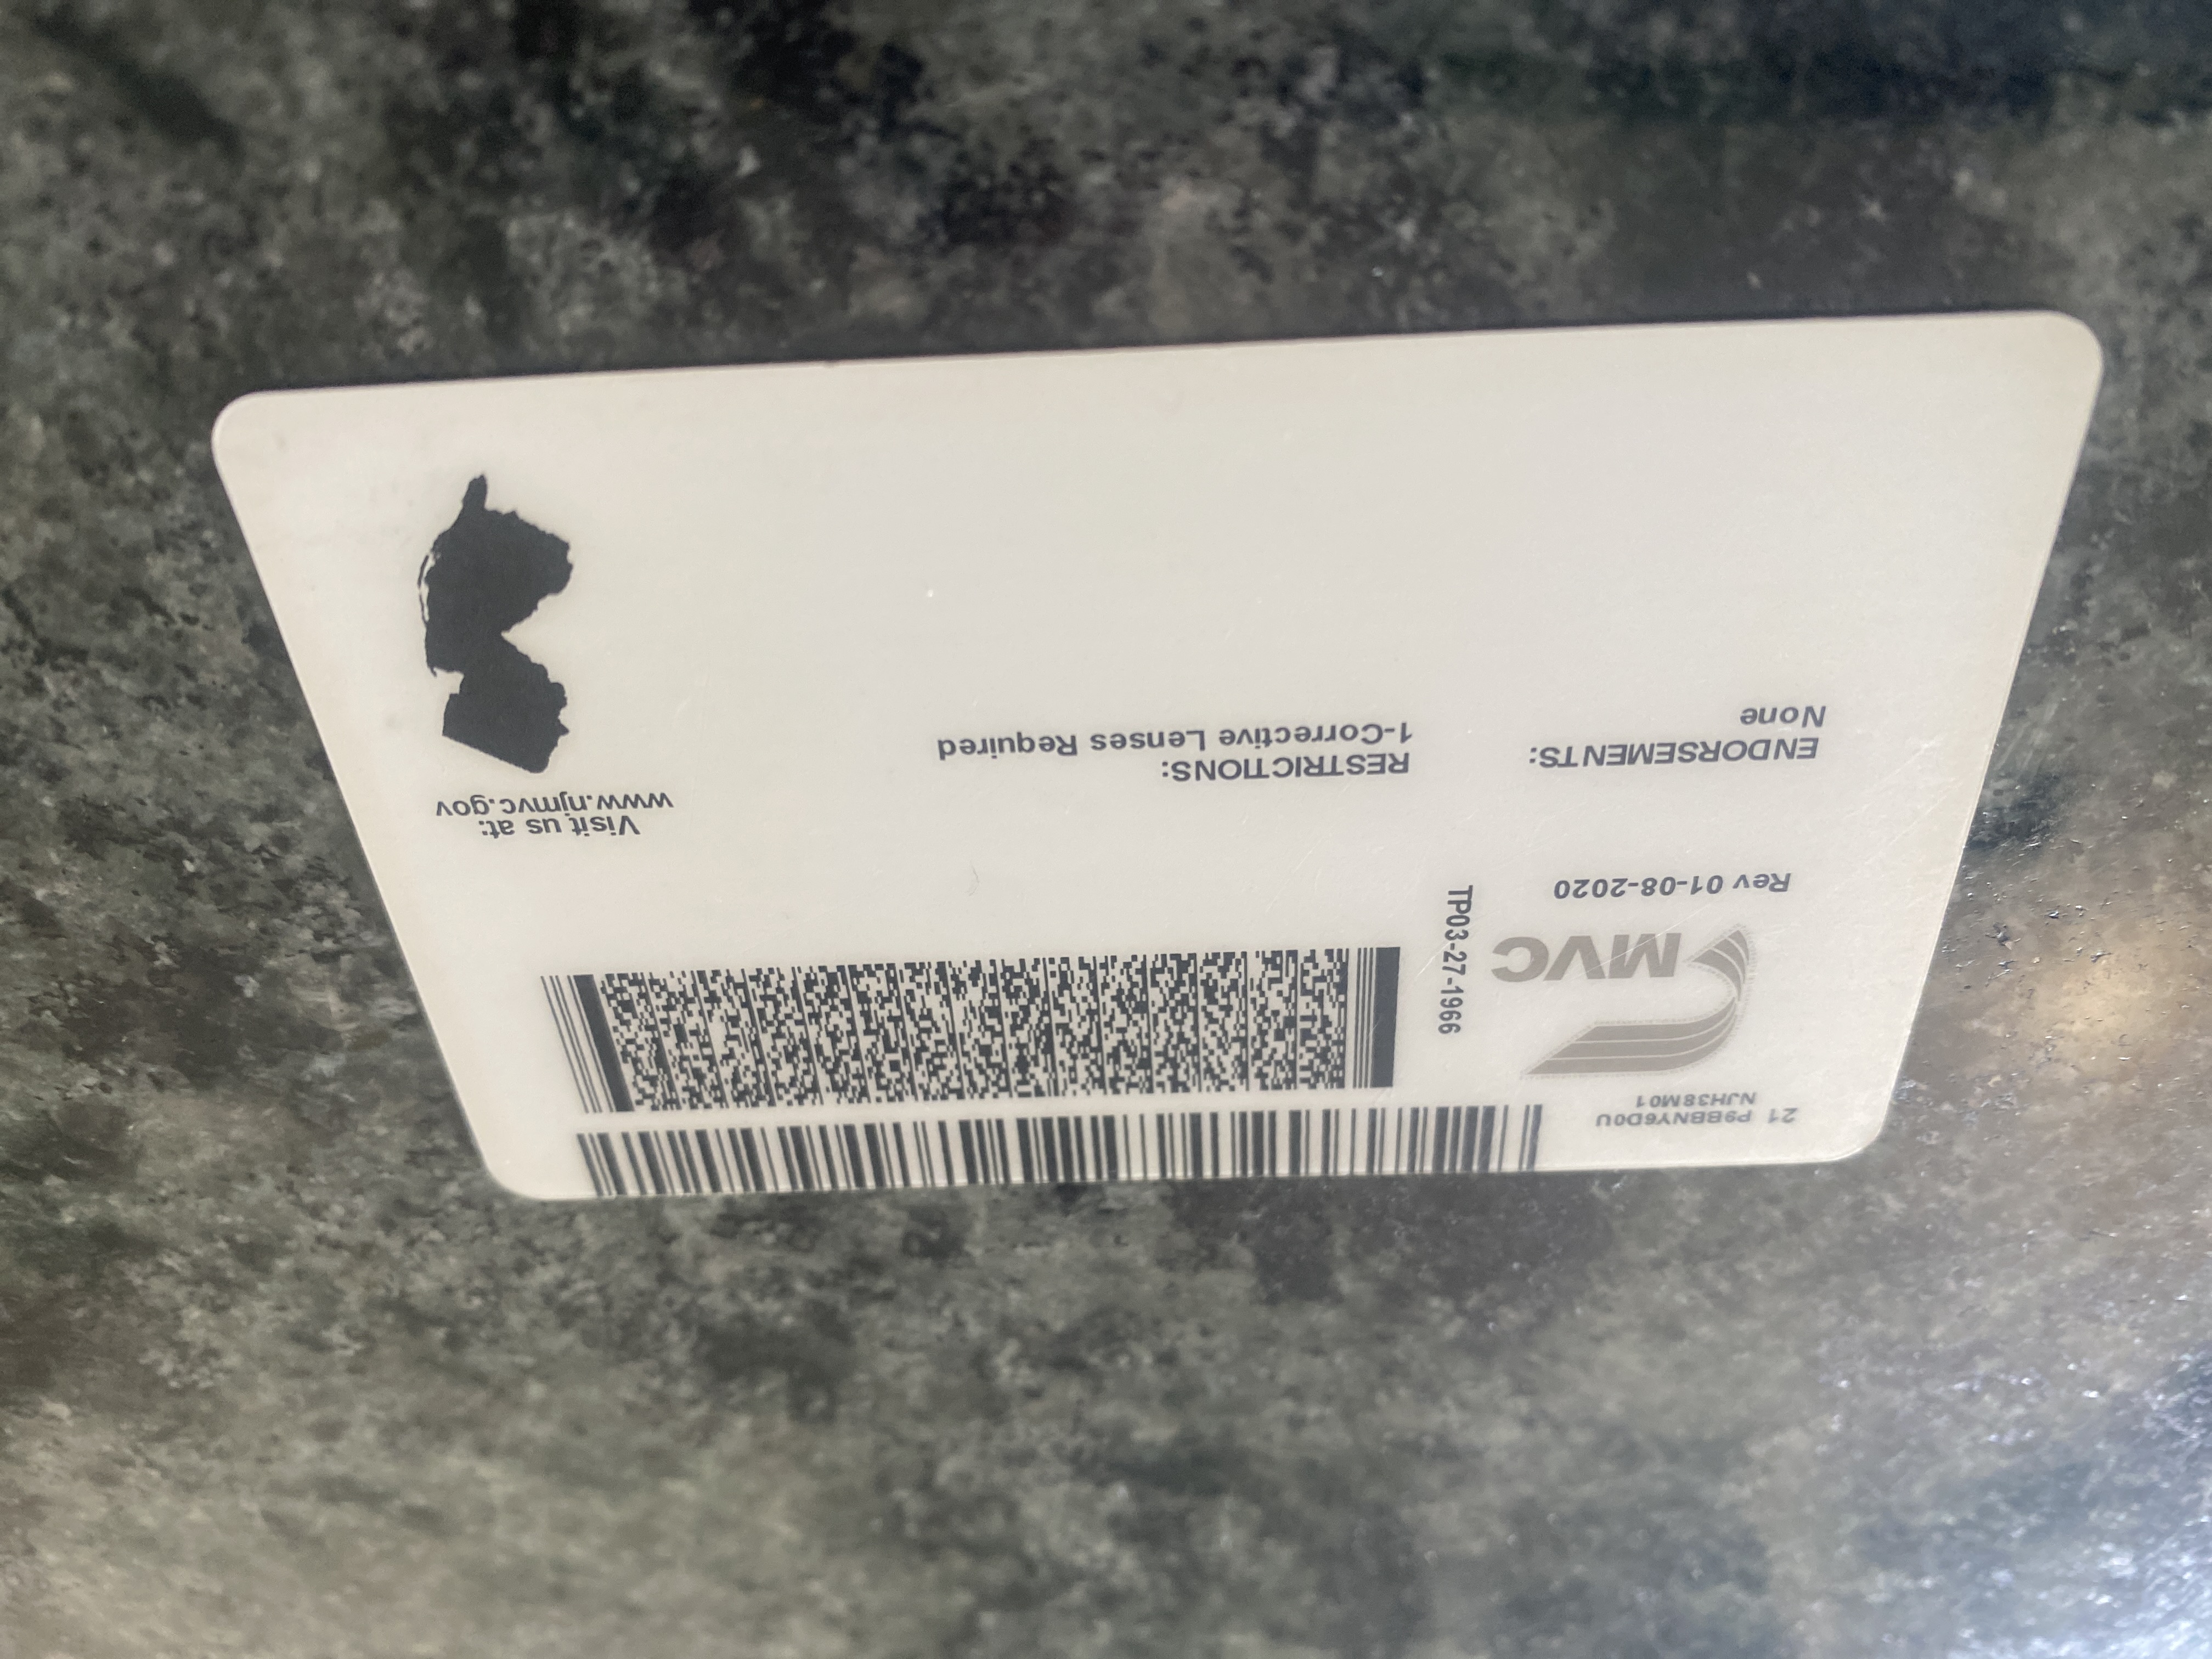 21 P9BBNY6D0U
NJH38M01
MVC
TP03-27-1966
Rev 01-08-2020
Visit us at:
www.njmvc.gov
ENDORSEMENTS:
None
RESTRICTIONS:
1-Corrective Lenses Required